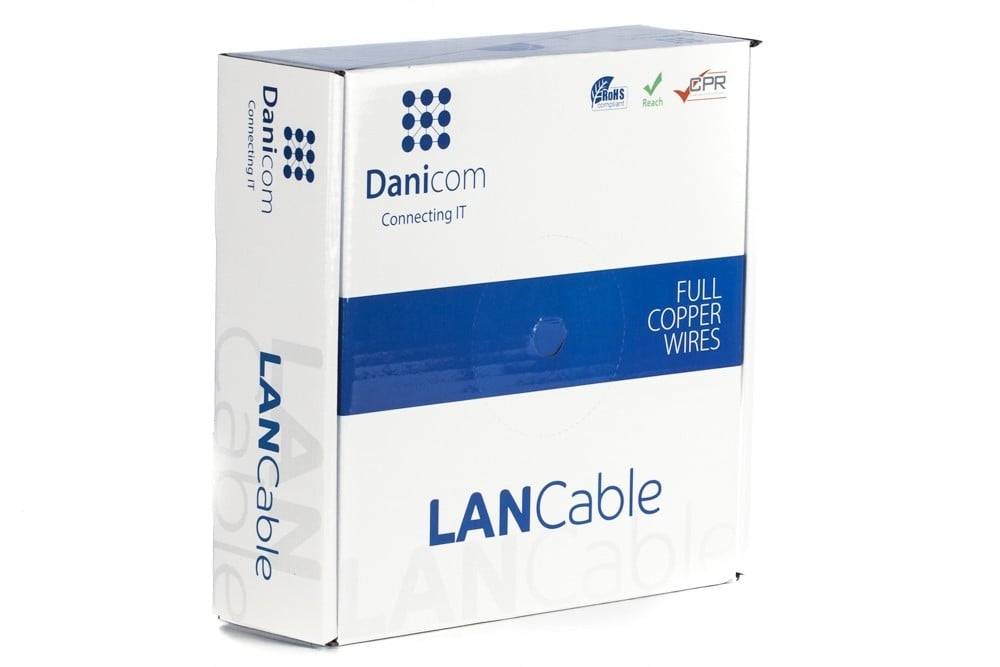 Danicom
Connecting IT
LANCable
LANCable
Danicom
Connecting IT
RoHS
compliant
Reach
CPR
FULL
COPPER
WIRES
LANCable
LANCable